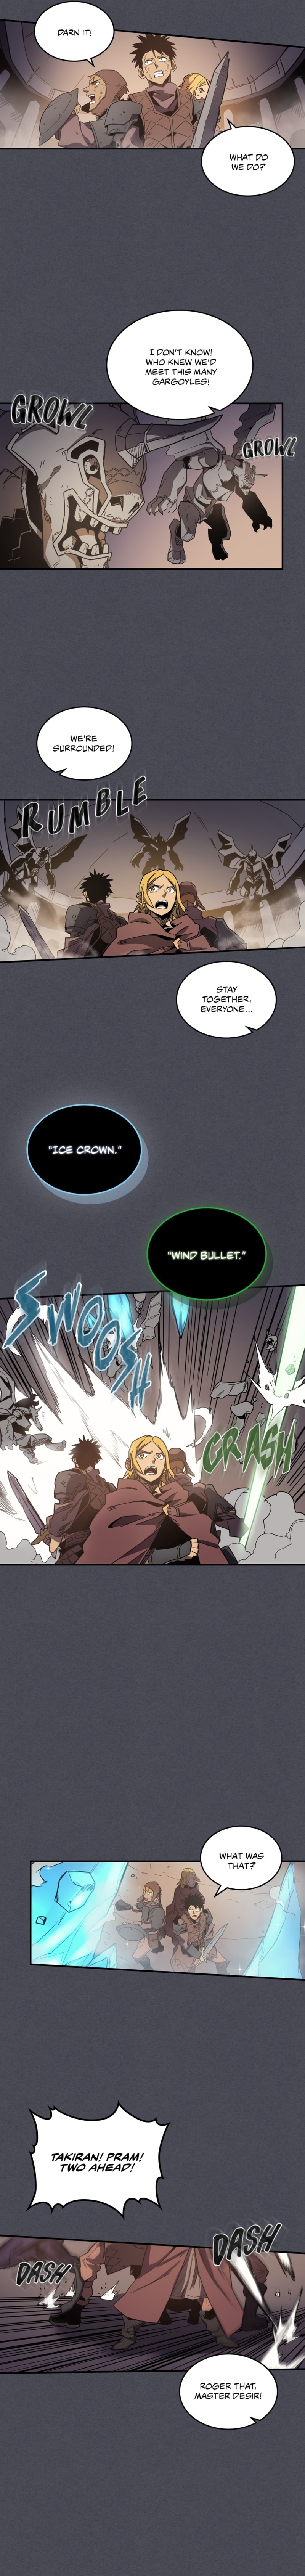 DARN IT!
WHAT DO
WE DO?
I DON'T KNOW!
WHO KNEW WE'D
MEET THIS MANY
GARGOYLES!
GROWL
GROWL
WE'RE
SURROUNDED!
RUMBLE
STAY
TOGETHER,
EVERYONE...
"ICE CROWN."
"WIND BULLET."
SWOOSH
CRASH
WHAT WAS
THAT?
TAKIRAN! PRAM!
TWO AHEAD!
DASH
DASH
ROGER THAT,
MASTER DESIR!